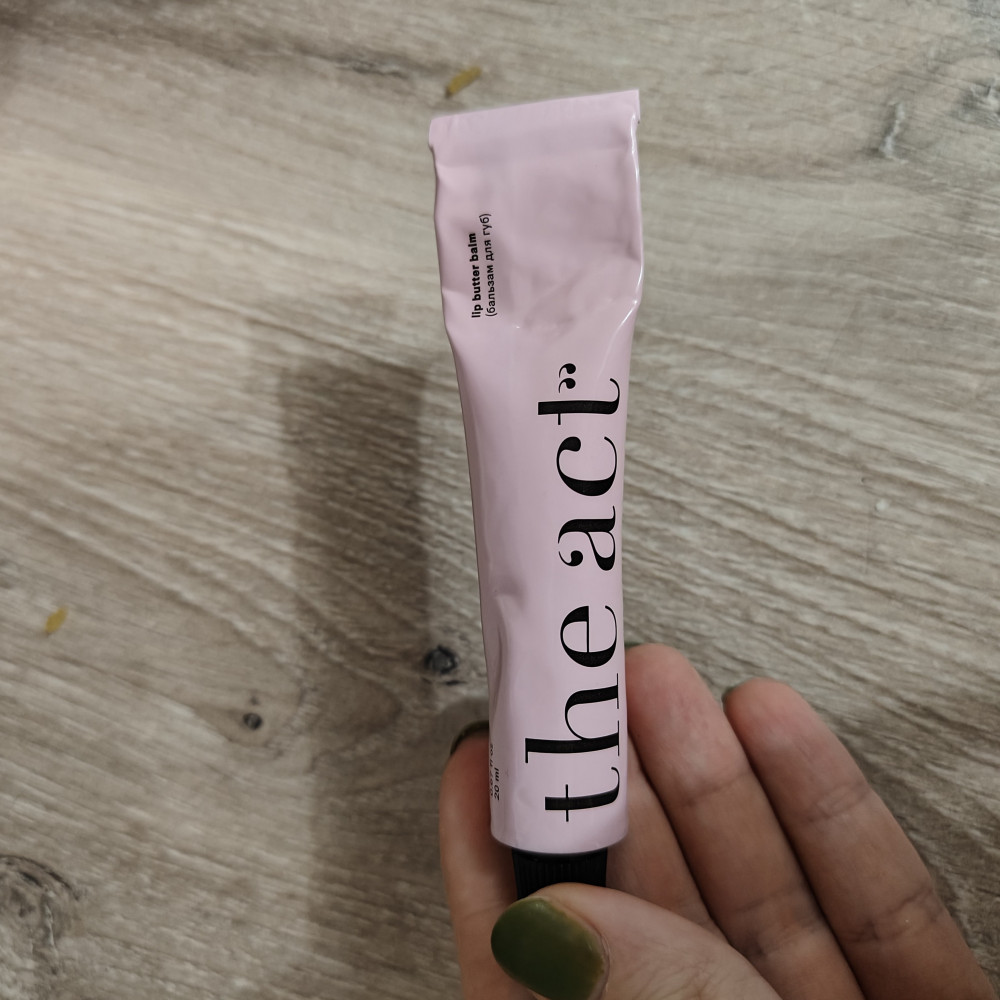 lip butter balm
(бальзам для губ)
the act”
20 ml